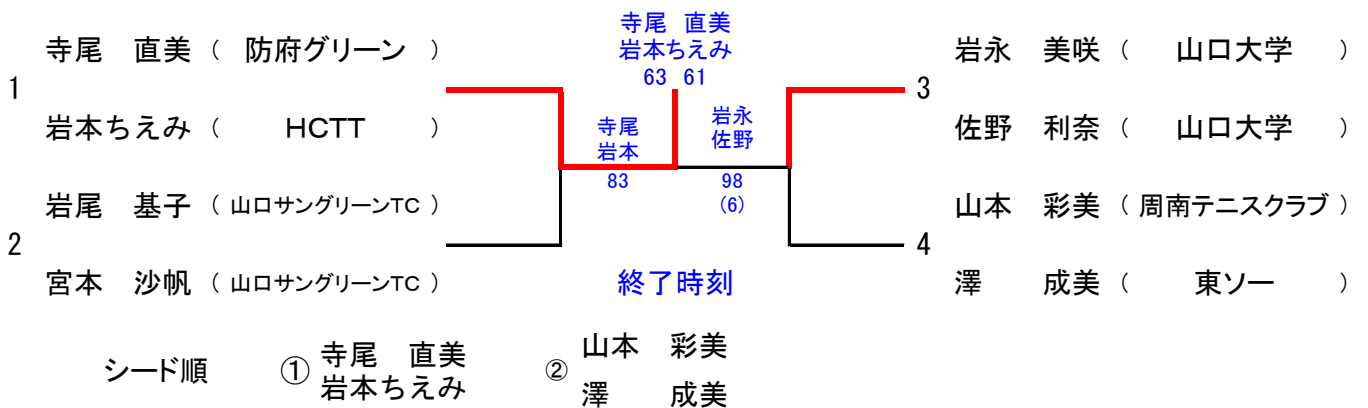 寺尾　直美
岩本ちえみ
63 61
寺尾　直美（ 防府グリーン ）
1
岩本ちえみ（ HCTT ）
岩尾　基子（ 山口サングリーンTC ）
2
宮本　沙帆（ 山口サングリーンTC ）
寺尾
岩本
83
岩永
佐野
98
(6)
岩永　美咲（ 山口大学 ）
3
佐野　利奈（ 山口大学 ）
山本　彩美（ 周南テニスクラブ ）
4
澤　成美（ 東ソー ）
終了時刻
シード順
① 寺尾　直美
岩本ちえみ
② 山本　彩美
澤　成美